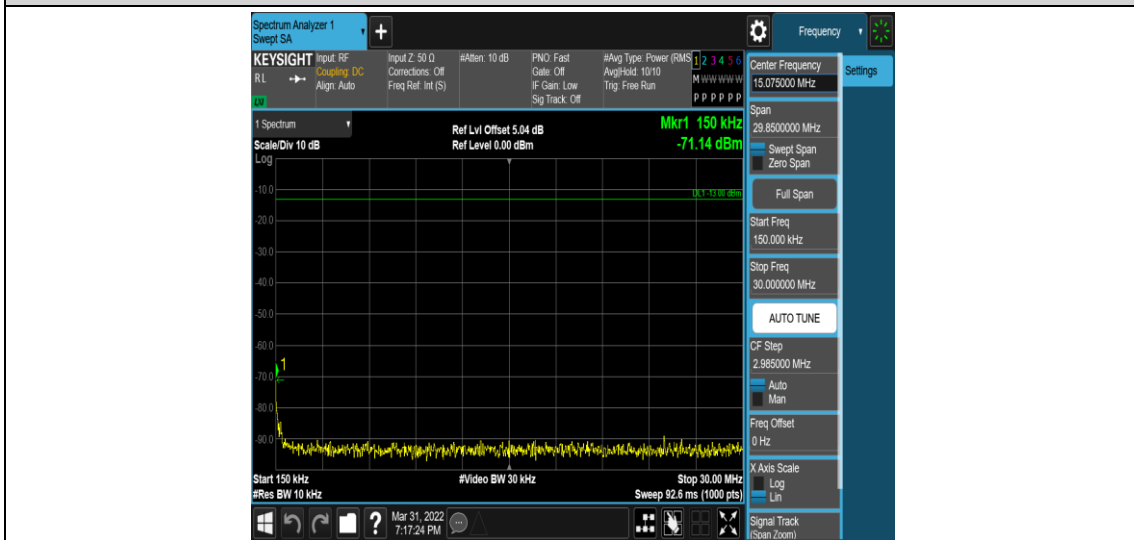 Spectrum Analyzer 1
Swept SA
+
Frequency
KEYSIGHT
RL
LXI
Input: RF
Coupling: DC
Align: Auto
Input Z: 50 Ω
Corrections: Off
Freq Ref: Int (S)
#Atten: 10 dB
PNO: Fast
Gate: Off
IF Gain: Low
Sig Track: Off
#Avg Type: Power (RMS
Avg|Hold: 10/10
Trig: Free Run
1 2 3 4 5 6
M W W W W W
P P P P P P
1 Spectrum
Scale/Div 10 dB
Log
Ref Lvl Offset 5.04 dB
Ref Level 0.00 dBm
Mkr1 150 kHz
-71.14 dBm
DL1 -13.00 dBm
-10.0
-20.0
-30.0
-40.0
-50.0
-60.0
1
-70.0
-80.0
-90.0
Start 150 kHz
#Res BW 10 kHz
#Video BW 30 kHz
Stop 30.00 MHz
Sweep 92.6 ms (1000 pts)
?
Mar 31, 2022
7:17:24 PM
Center Frequency
15.075000 MHz
Settings
Span
29.8500000 MHz
Swept Span
Zero Span
Full Span
Start Freq
150.000 kHz
Stop Freq
30.000000 MHz
AUTO TUNE
CF Step
2.985000 MHz
Auto
Man
Freq Offset
0 Hz
X Axis Scale
Log
Lin
Signal Track
(Span Zoom)